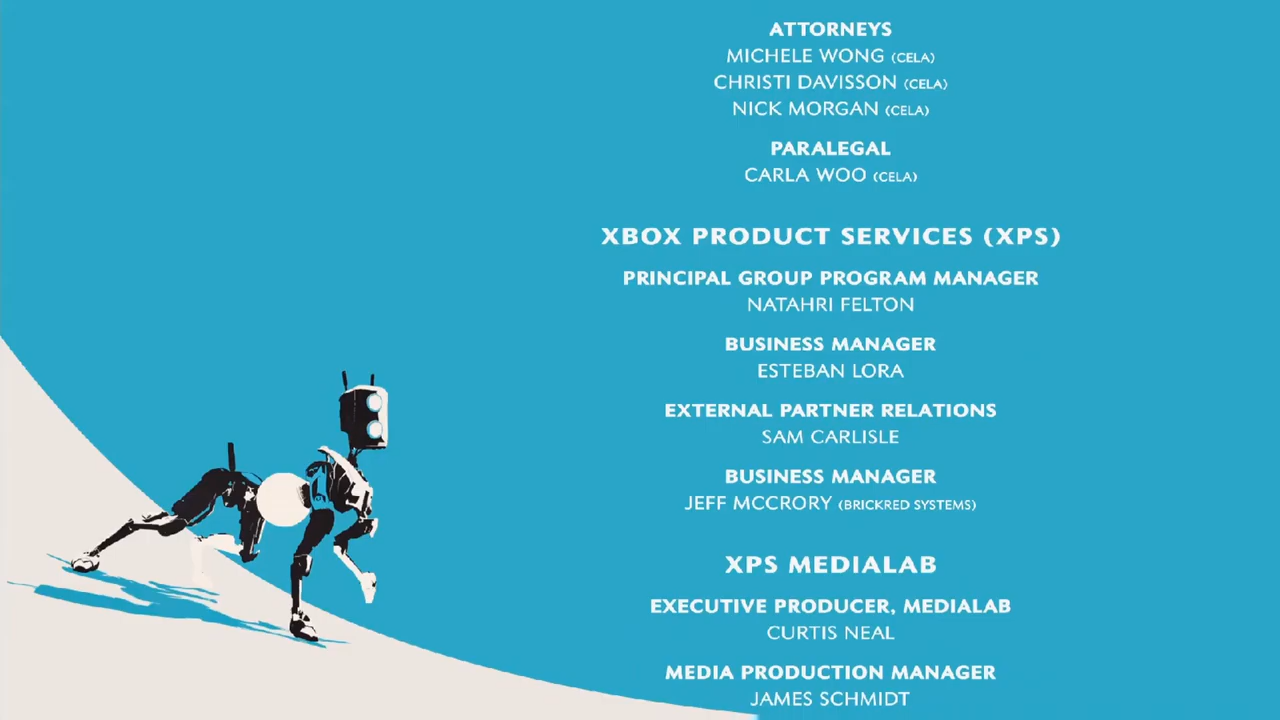 ATTORNEYS
MICHELE WONG (CELA)
CHRISTI DAVISSON (CELA)
NICK MORGAN (CELA)
PARALEGAL
CARLA WOO (CELA)
XBOX PRODUCT SERVICES (XPS)
PRINCIPAL GROUP PROGRAM MANAGER
NATAHRI FELTON
BUSINESS MANAGER
ESTEBAN LORA
EXTERNAL PARTNER RELATIONS
SAM CARLISLE
BUSINESS MANAGER
JEFF MCCRORY (BRICKRED SYSTEMS)
XPS MEDIALAB
EXECUTIVE PRODUCER, MEDIALAB
CURTIS NEAL
MEDIA PRODUCTION MANAGER
JAMES SCHMIDT